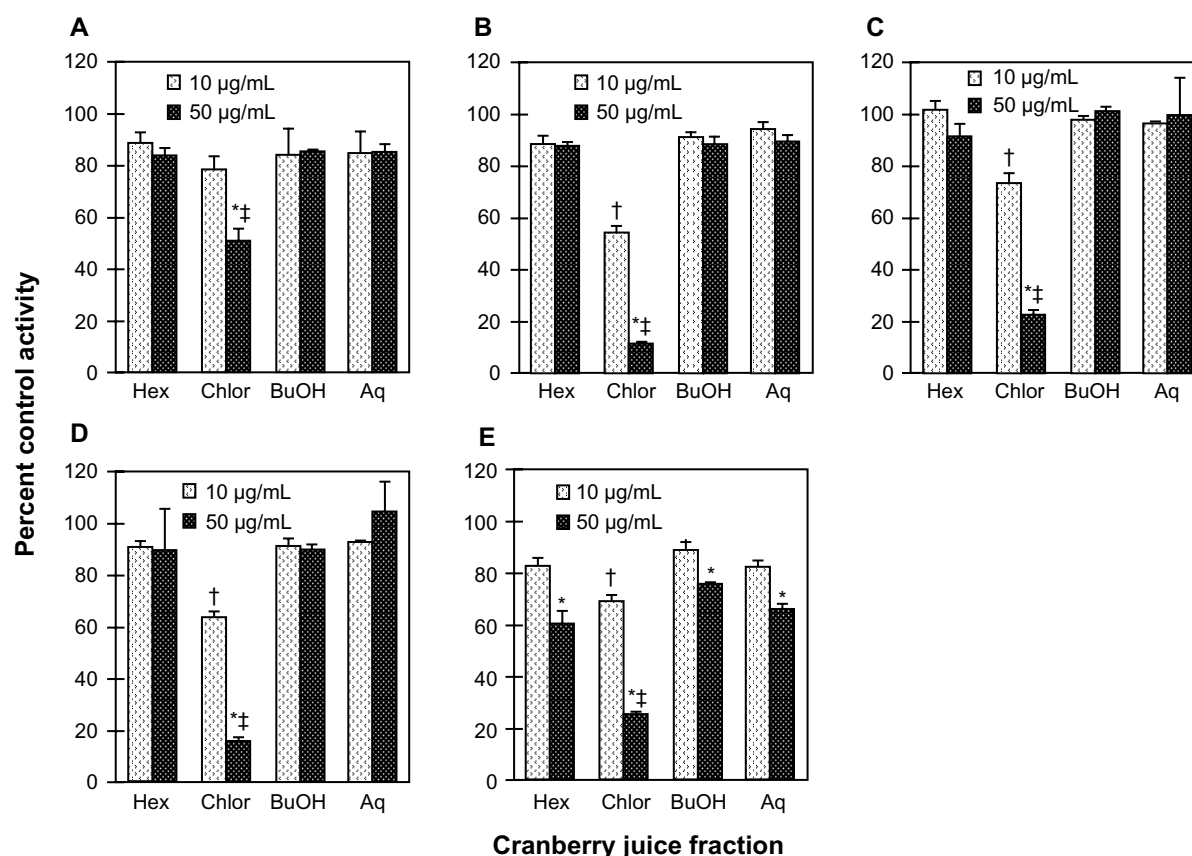 A
120
100
80
60
40
20
0
10 µg/mL
50 µg/mL
*‡
Hex Chlor BuOH Aq
B
120
100
80
60
40
20
0
10 µg/mL
50 µg/mL
†
*‡
Hex Chlor BuOH Aq
C
120
100
80
60
40
20
0
10 µg/mL
50 µg/mL
†
*‡
Hex Chlor BuOH Aq
D
120
100
80
60
40
20
0
10 µg/mL
50 µg/mL
†
*‡
Hex Chlor BuOH Aq
E
120
100
80
60
40
20
0
10 µg/mL
50 µg/mL
*
†
*‡
*
*
Hex Chlor BuOH Aq
Percent control activity
Cranberry juice fraction